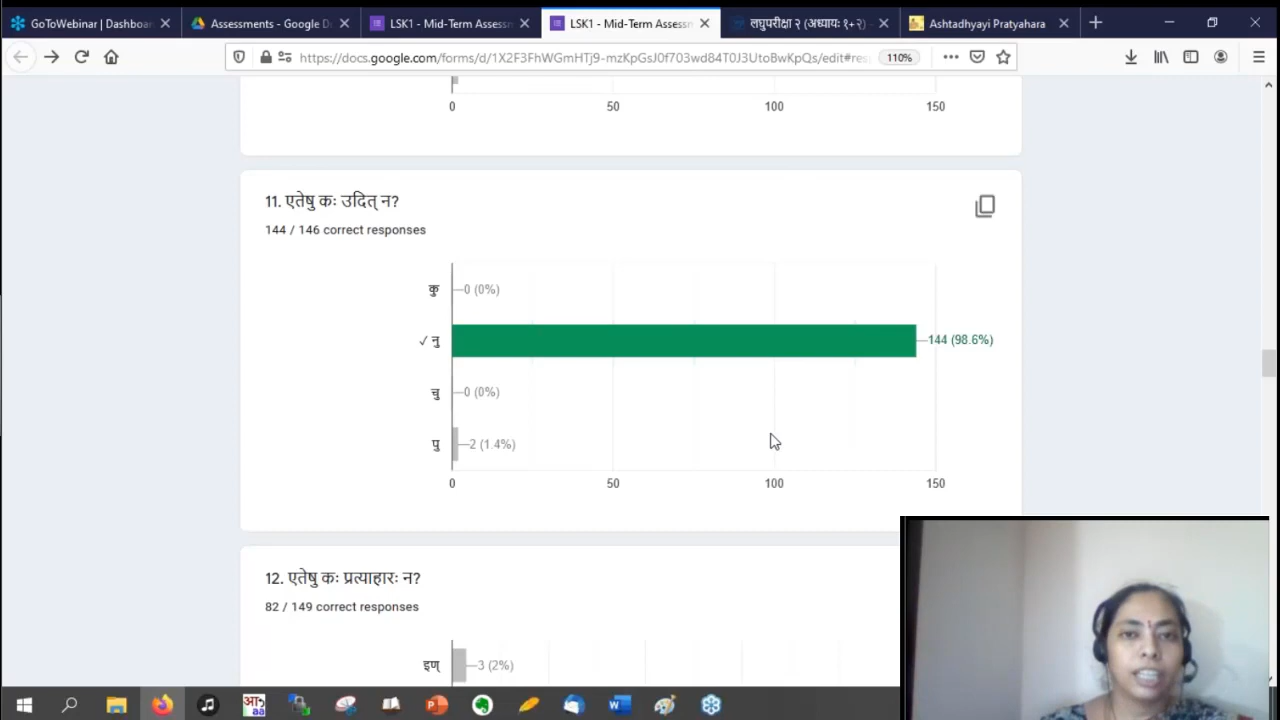 GoToWebinar | Dashboa
Assessments - Google D
LSK1 - Mid-Term Assessm
LSK1 - Mid-Term Assessm
लघुपरीक्षा २ (अध्यायः १+२) -
Ashtadhyayi Pratyahara
https://docs.google.com/forms/d/1X2F3FhWGmHTj9-mzKpGsJ0f703wd84T0J3UtoBwKpQs/edit#res
110%
0 50 100 150
11. एतेषु कः उदित् न?
144 / 146 correct responses
कु 0 (0%)
✓ नु 144 (98.6%)
चु 0 (0%)
पु 2 (1.4%)
0 50 100 150
12. एतेषु कः प्रत्याहारः न?
82 / 149 correct responses
इण् 3 (2%)